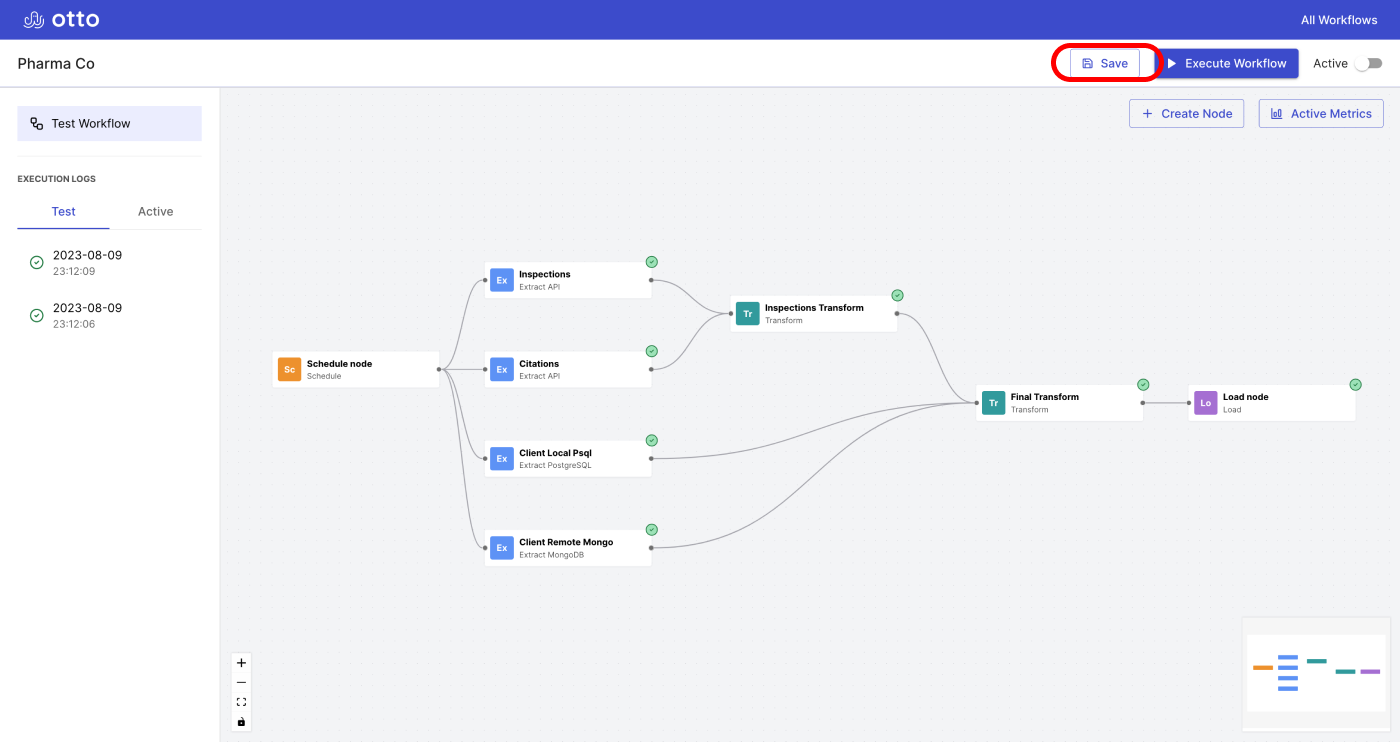 otto
All Workflows
Pharma Co
Save
Execute Workflow
Active
Test Workflow
Create Node
Active Metrics
EXECUTION LOGS
Test
Active
2023-08-09
23:12:09
2023-08-09
23:12:06
Sc
Schedule node
Schedule
Ex
Inspections
Extract API
Ex
Citations
Extract API
Ex
Client Local Psql
Extract PostgreSQL
Ex
Client Remote Mongo
Extract MongoDB
Tr
Inspections Transform
Transform
Tr
Final Transform
Transform
Lo
Load node
Load